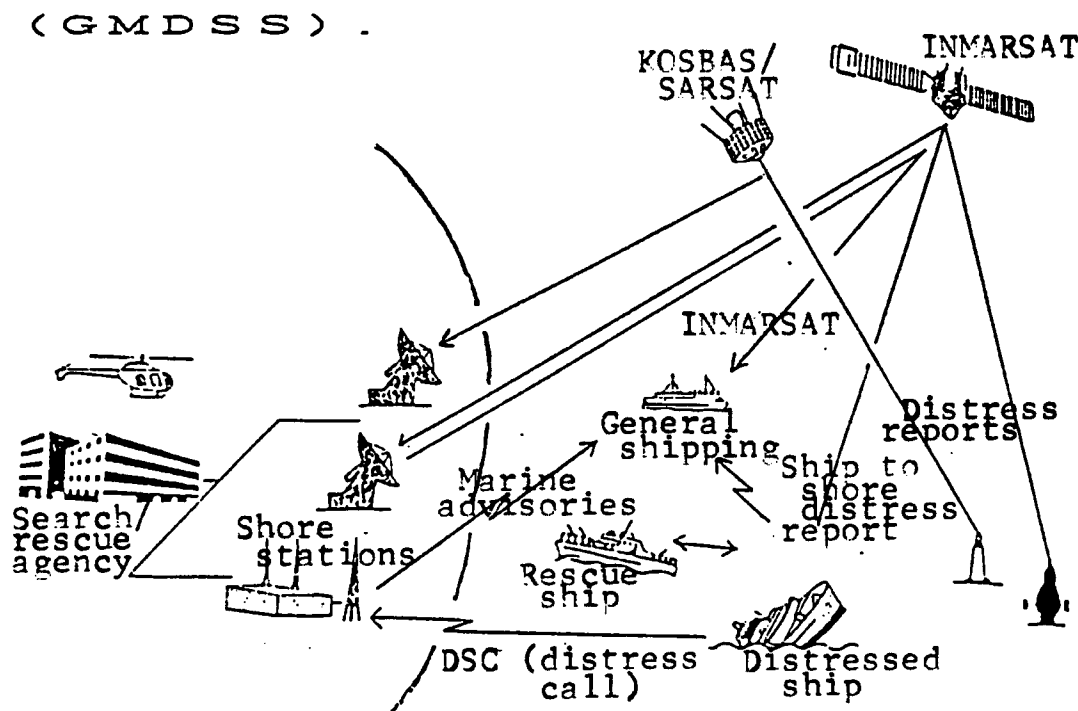 (GMDSS).
KOSBAS/
SARSAT
INMARSAT
INMARSAT
General
shipping
Distress
reports
Marine
advisories
Ship to
shore
distress
report
Search/
rescue
agency
Shore
stations
Rescue
ship
DSC (distress
call)
Distressed
ship